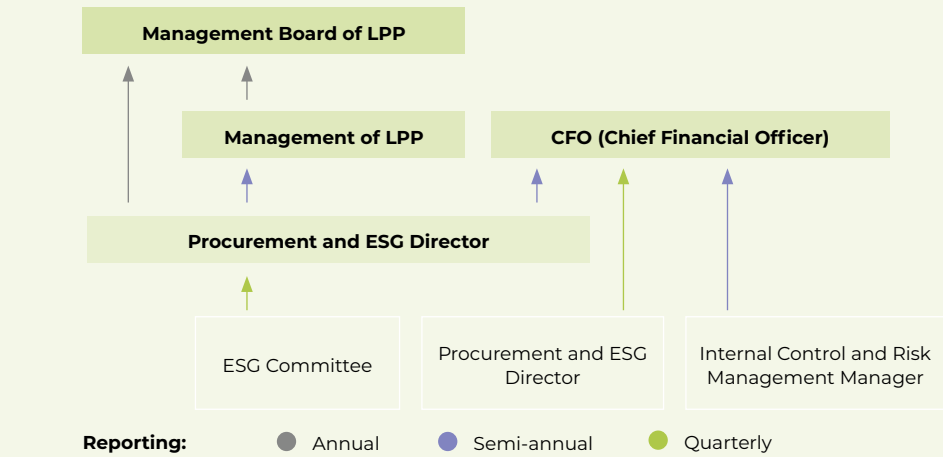 Management Board of LPP
Management of LPP
CFO (Chief Financial Officer)
Procurement and ESG Director
ESG Committee
Procurement and ESG
Director
Internal Control and Risk
Management Manager
Reporting:
Annual
Semi-annual
Quarterly